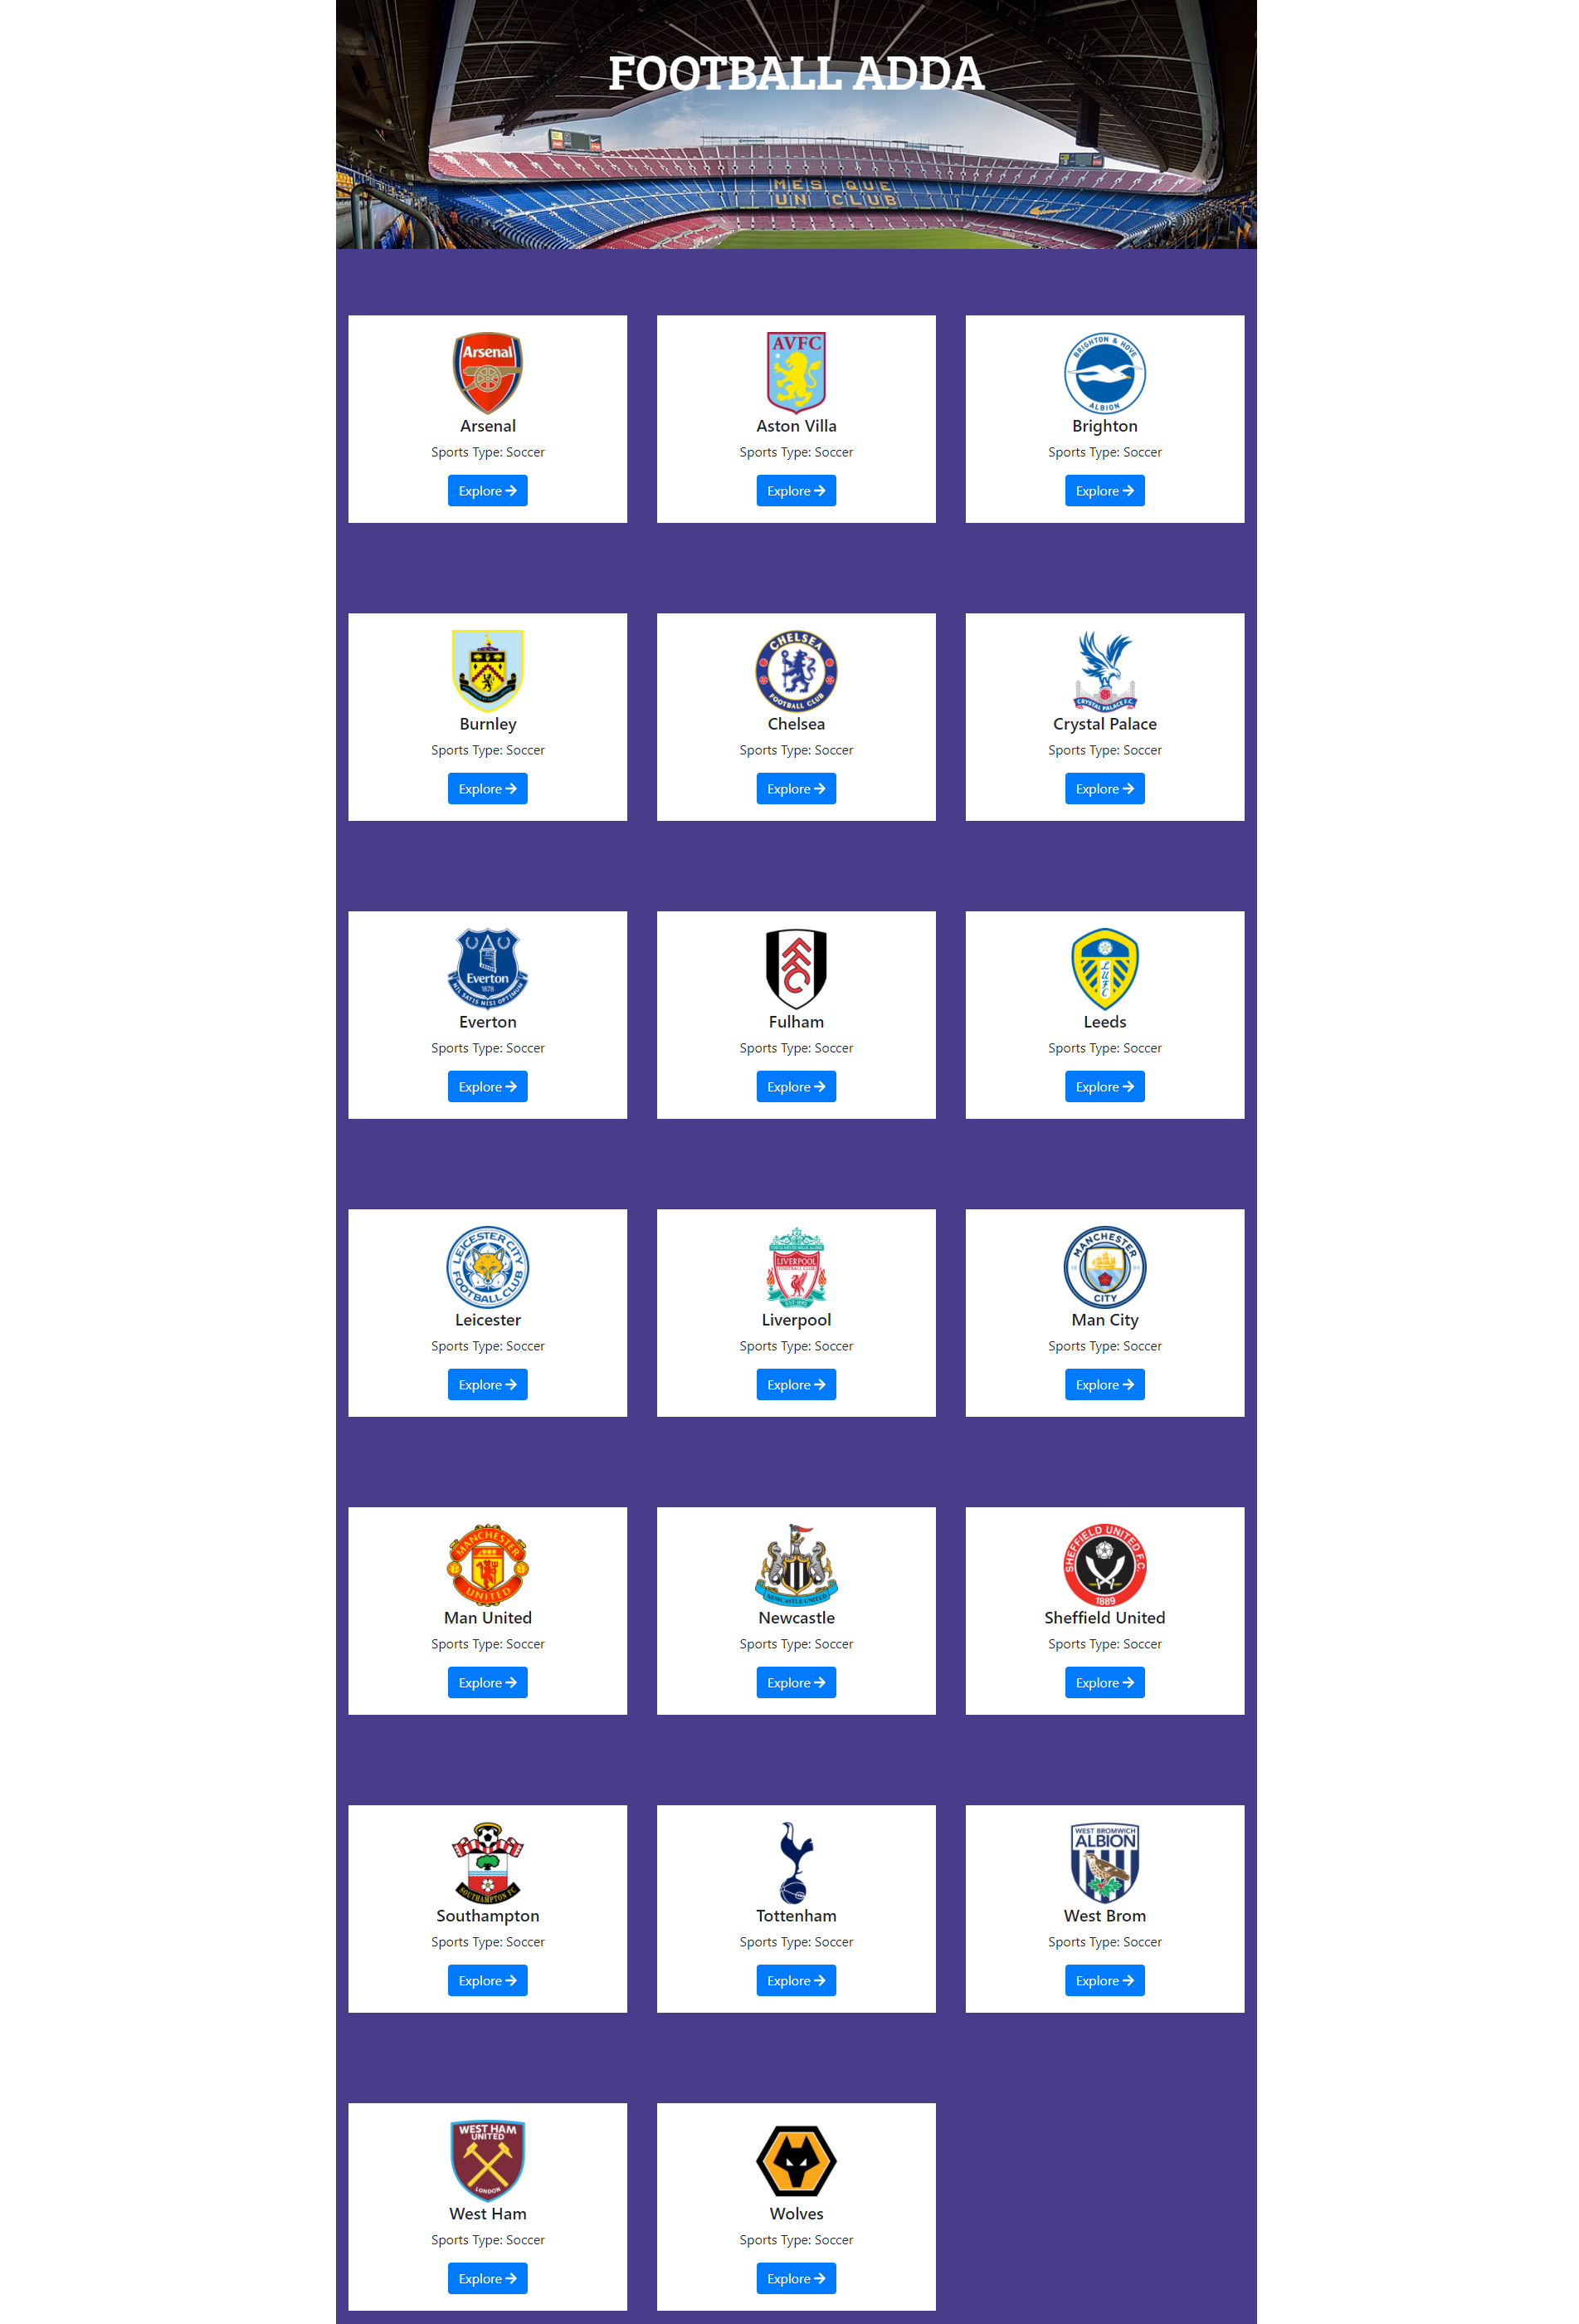 FOOTBALL ADDA
MES QUE
UN CLUB
Arsenal
AVFC
BRIGHTON & HOVE
ALBION
Arsenal
Aston Villa
Brighton
Sports Type: Soccer
Sports Type: Soccer
Sports Type: Soccer
Explore
Explore
Explore
CHELSEA
FOOTBALL CLUB
CRYSTAL PALACE F.C.
Burnley
Chelsea
Crystal Palace
Sports Type: Soccer
Sports Type: Soccer
Sports Type: Soccer
Explore
Explore
Explore
Everton
1878
NIL SATIS NISI OPTIMUM
FFC
LUFC
Everton
Fulham
Leeds
Sports Type: Soccer
Sports Type: Soccer
Sports Type: Soccer
Explore
Explore
Explore
LEICESTER CITY
FOOTBALL CLUB
LIVERPOOL
FOOTBALL CLUB
MANCHESTER
CITY
Leicester
Liverpool
Man City
Sports Type: Soccer
Sports Type: Soccer
Sports Type: Soccer
Explore
Explore
Explore
MANCHESTER
UNITED
NEWCASTLE UNITED
SHEFFIELD UNITED F.C.
1889
Man United
Newcastle
Sheffield United
Sports Type: Soccer
Sports Type: Soccer
Sports Type: Soccer
Explore
Explore
Explore
SOUTHAMPTON FC
WEST BROMWICH
ALBION
Southampton
Tottenham
West Brom
Sports Type: Soccer
Sports Type: Soccer
Sports Type: Soccer
Explore
Explore
Explore
WEST HAM
UNITED
LONDON
West Ham
Wolves
Sports Type: Soccer
Sports Type: Soccer
Explore
Explore